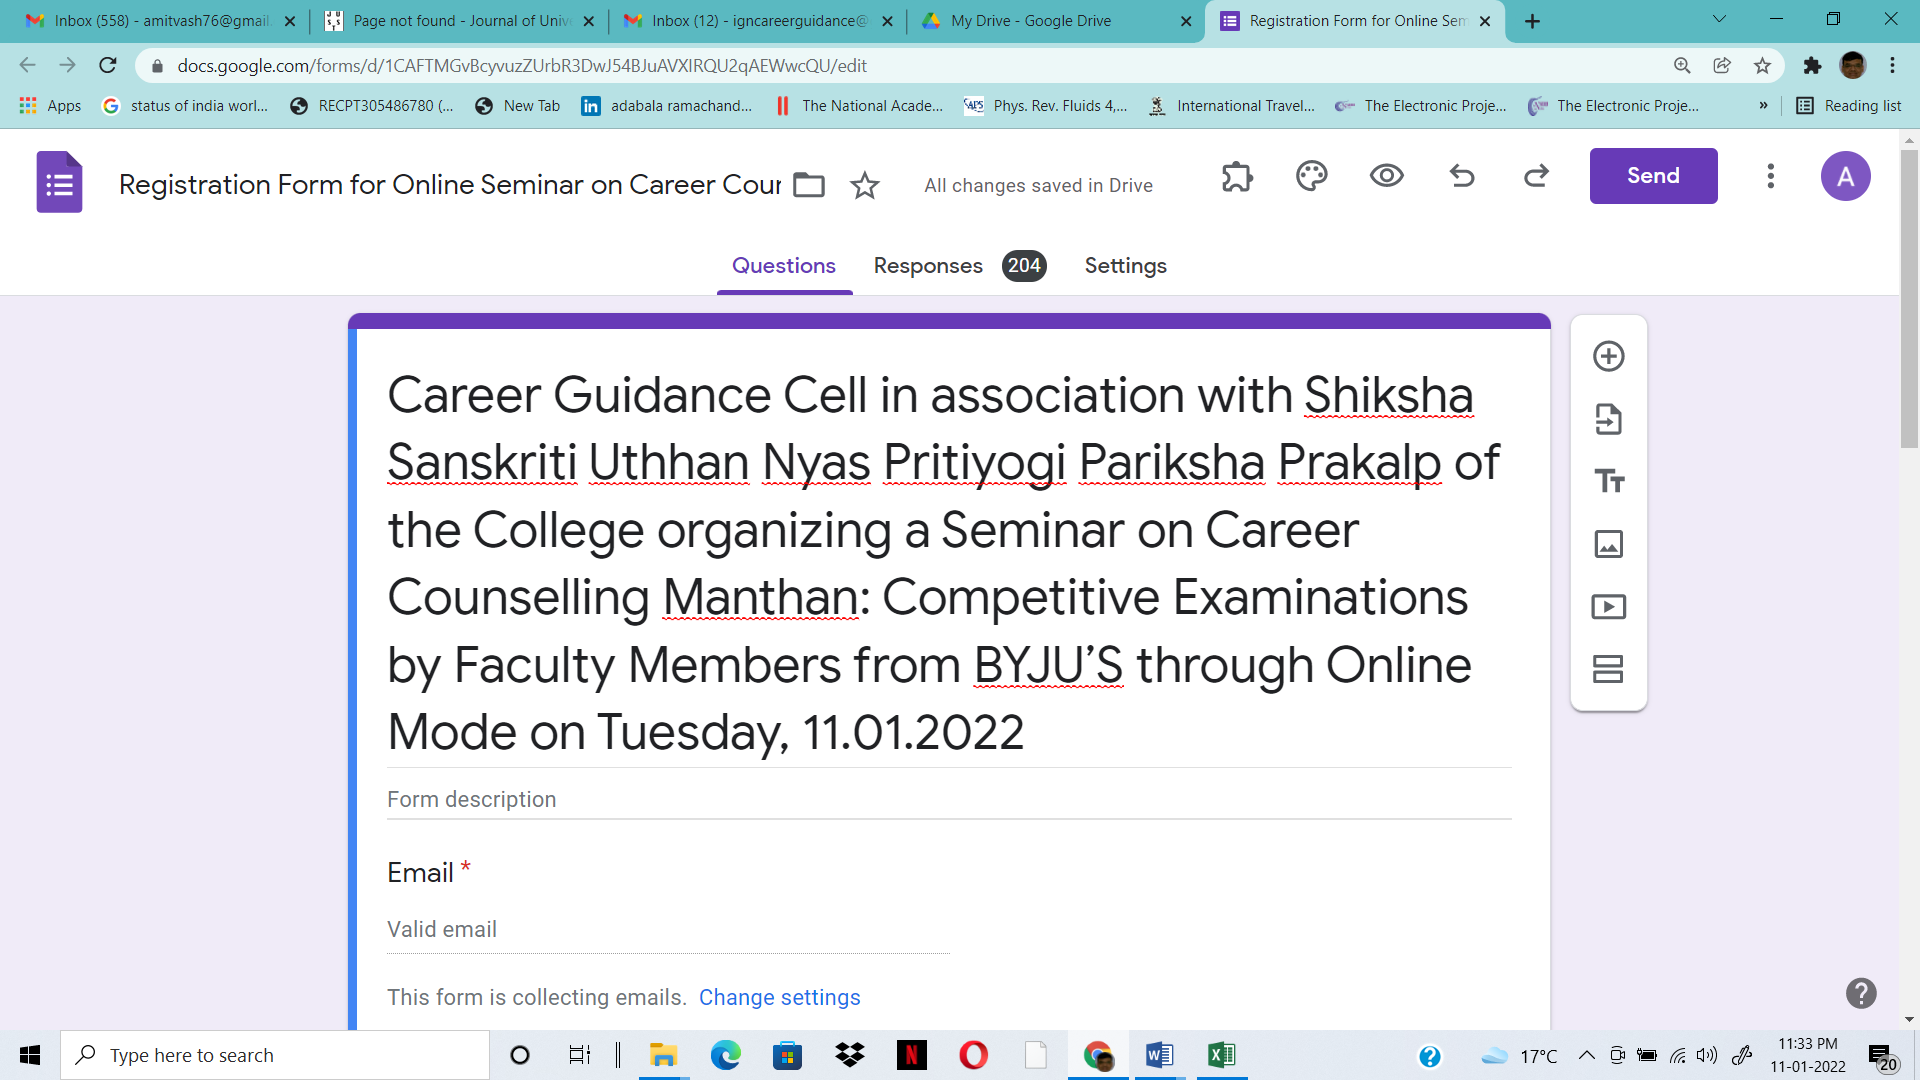 Inbox (558) - amitvash76@gmail.
Page not found - Journal of Univ
Inbox (12) - igncareerguidance@
My Drive - Google Drive
Registration Form for Online Sem
docs.google.com/forms/d/1CAFTMGvBcyvuzZUrbR3DwJ54BJuAVXIRQU2qAEWwcQU/edit
Apps
status of india worl...
RECPT305486780 (...
New Tab
adabala ramachand...
The National Acade...
Phys. Rev. Fluids 4,...
International Travel...
The Electronic Proje...
The Electronic Proje...
»
Reading list
Registration Form for Online Seminar on Career Cour
All changes saved in Drive
Send
A
Questions
Responses 204
Settings
Career Guidance Cell in association with Shiksha
Sanskriti Uthhan Nyas Pritiyogi Pariksha Prakalp of
the College organizing a Seminar on Career
Counselling Manthan: Competitive Examinations
by Faculty Members from BYJU’S through Online
Mode on Tuesday, 11.01.2022
Form description
Email *
Valid email
This form is collecting emails. Change settings
Type here to search
17°C
11:33 PM
11-01-2022
20